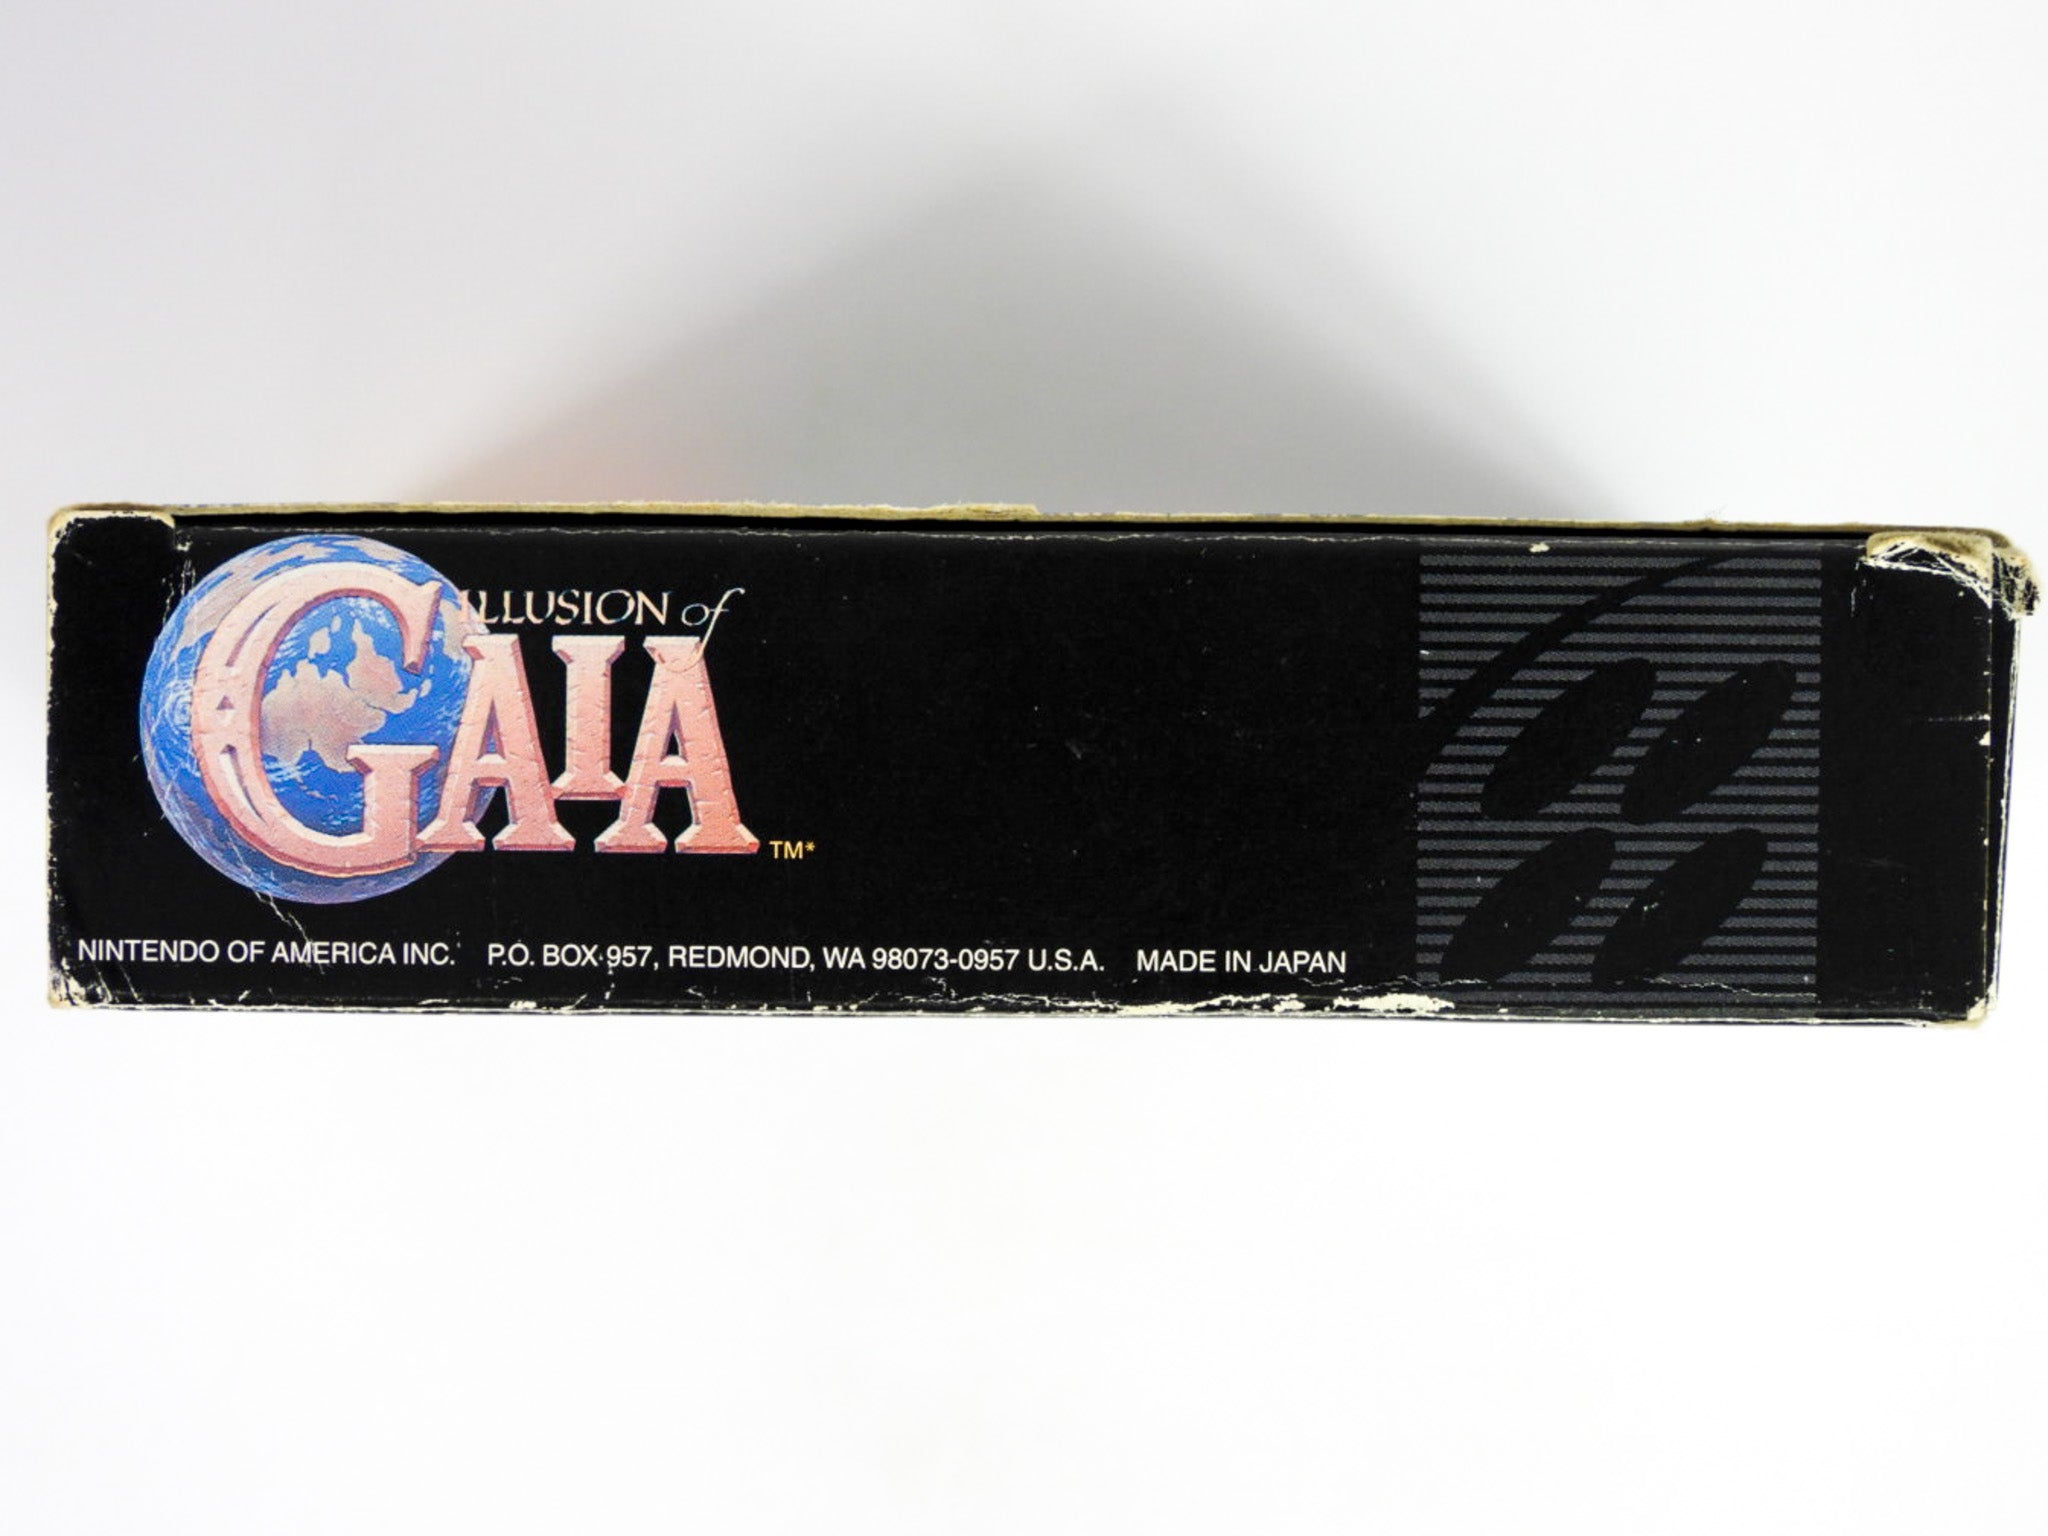 ILLUSION of
GAIA TM*
NINTENDO OF AMERICA INC. P.O. BOX 957, REDMOND, WA 98073-0957 U.S.A. MADE IN JAPAN